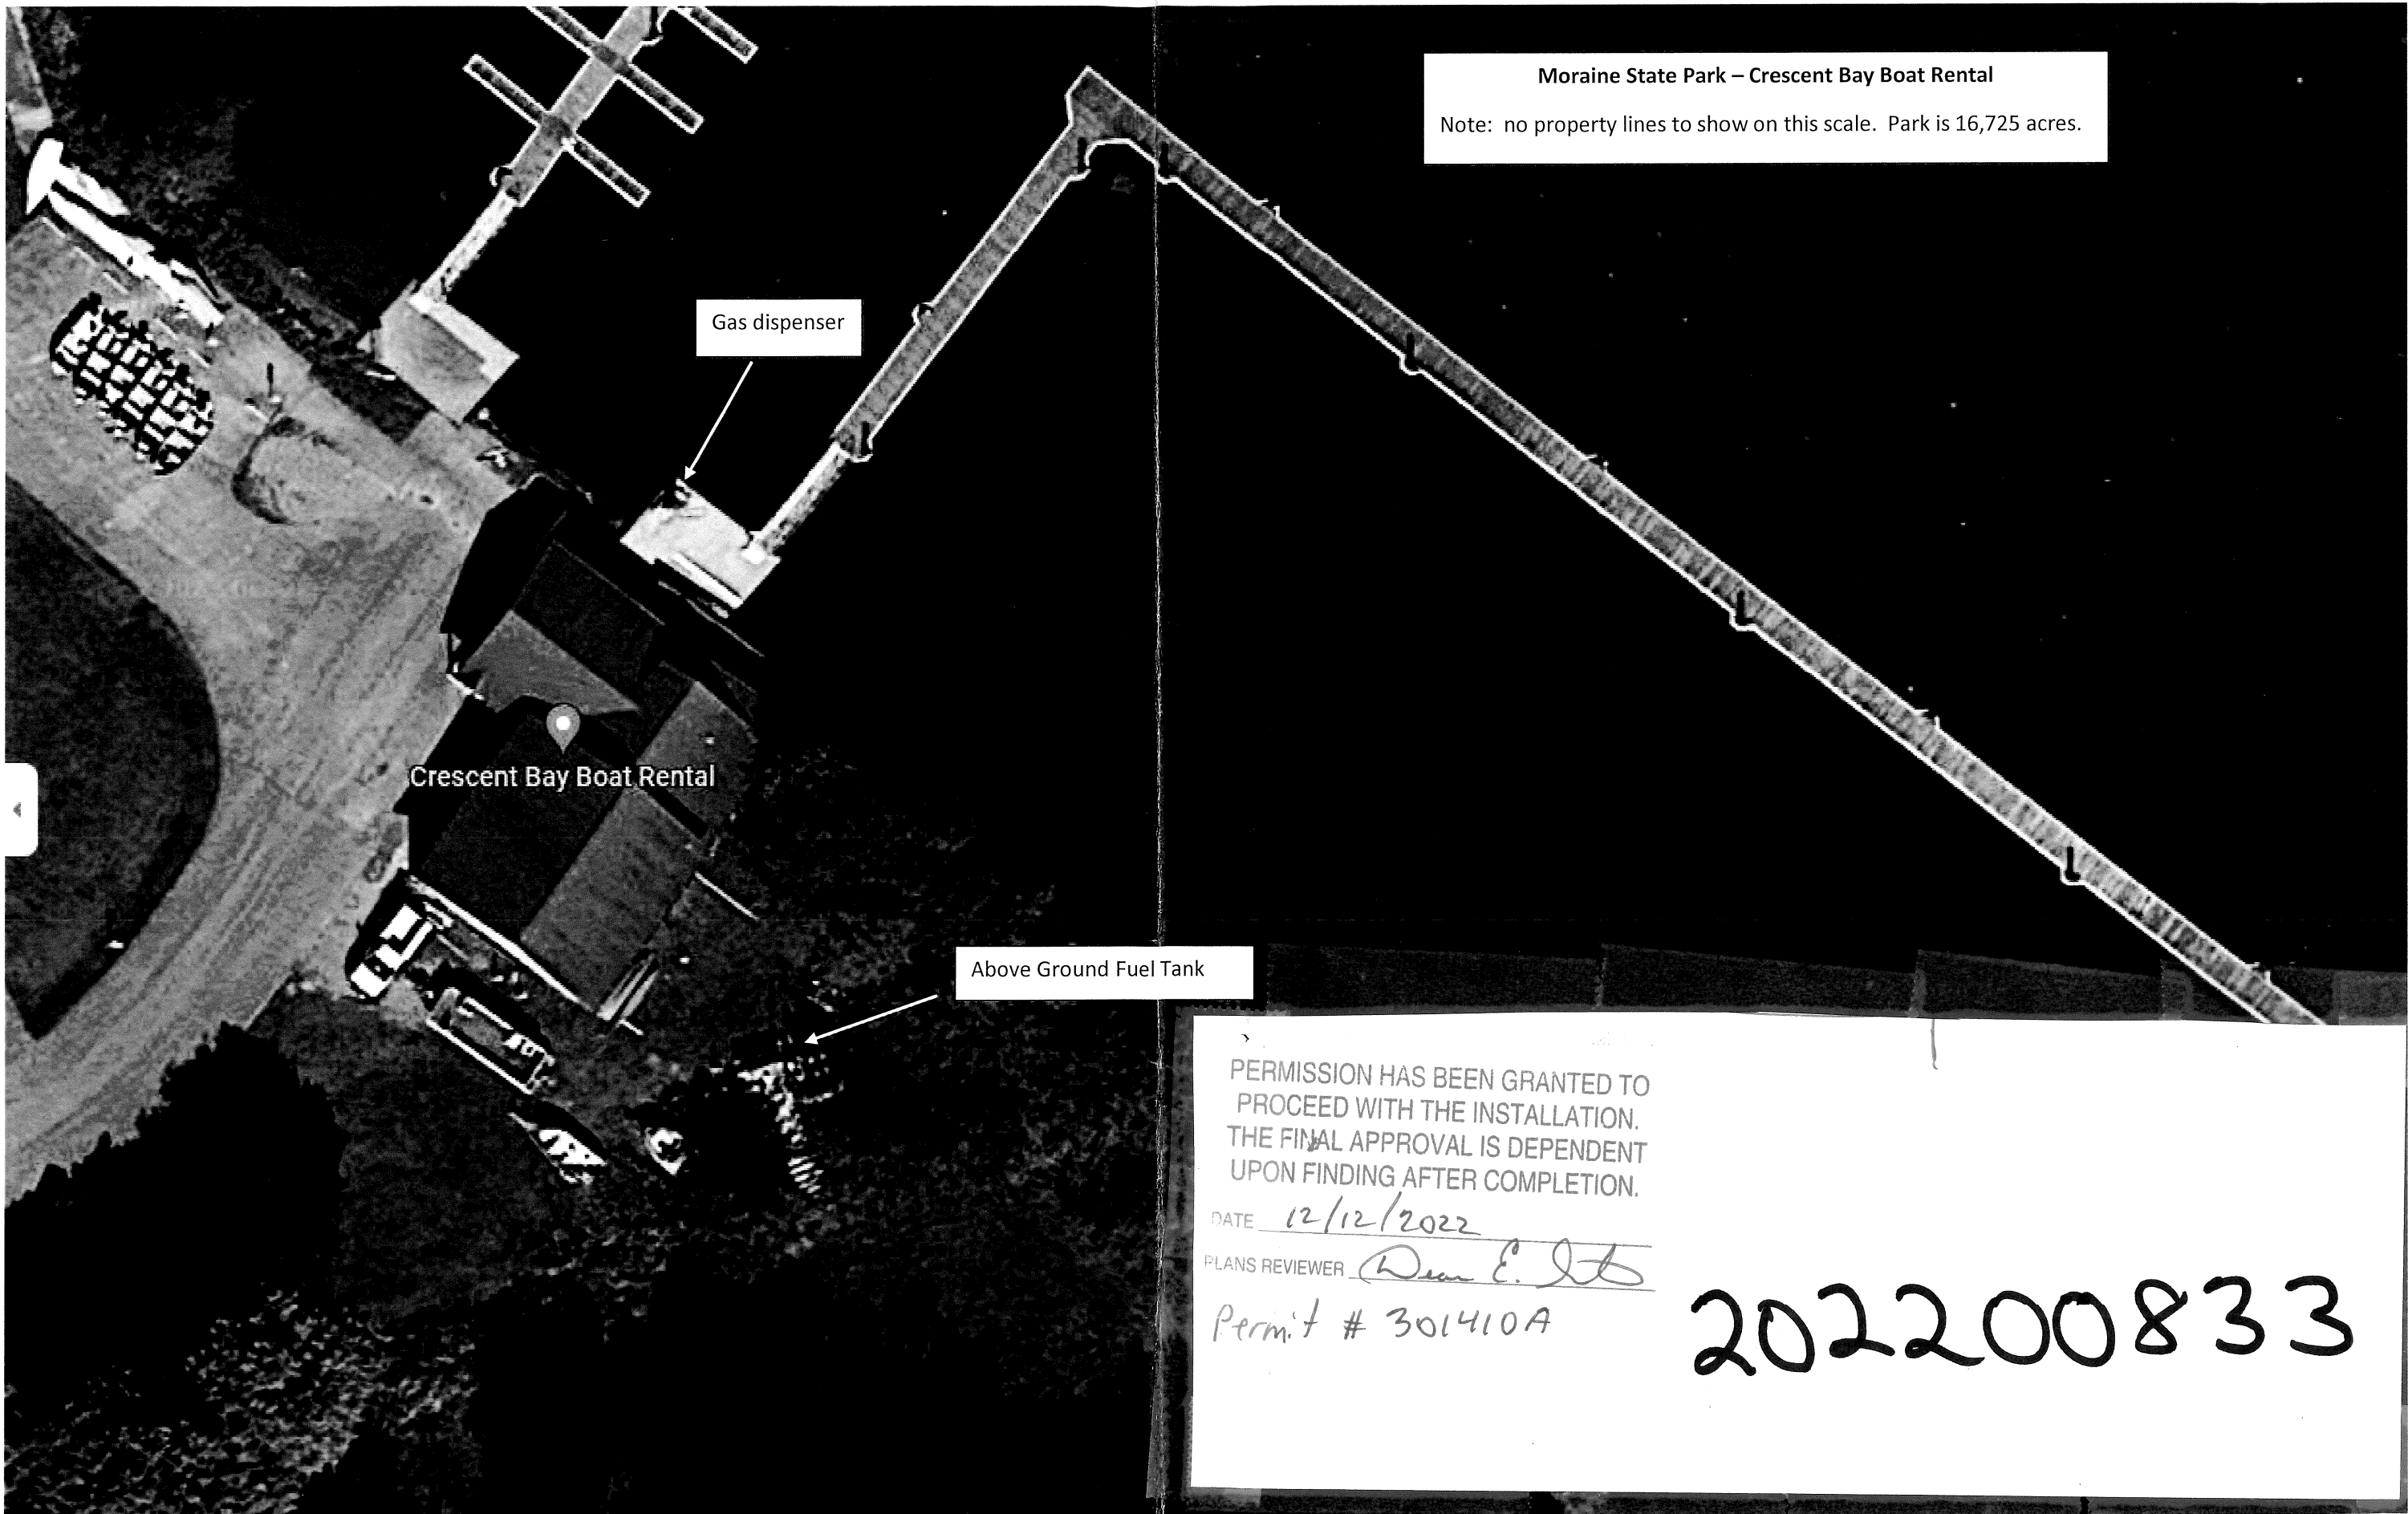 Moraine State Park – Crescent Bay Boat Rental
Note: no property lines to show on this scale. Park is 16,725 acres.
Gas dispenser
Crescent Bay Boat Rental
Above Ground Fuel Tank
PERMISSION HAS BEEN GRANTED TO
PROCEED WITH THE INSTALLATION.
THE FINAL APPROVAL IS DEPENDENT
UPON FINDING AFTER COMPLETION.
DATE 12/12/2022
PLANS REVIEWER Dean E.
Permit # 301410A
202200833